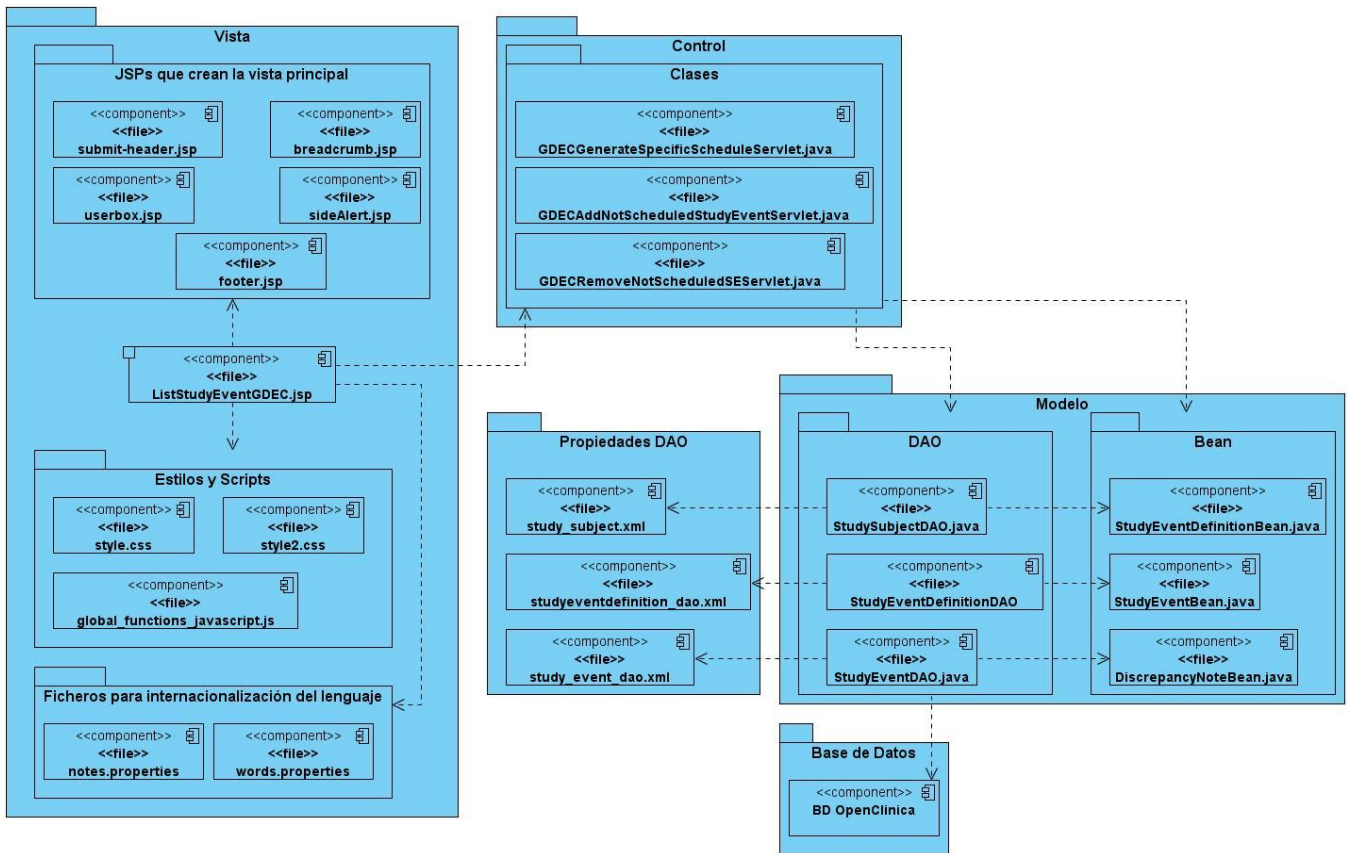 Vista
JSPs que crean la vista principal
<<component>>
<<file>>
submit-header.jsp
<<component>>
<<file>>
breadcrumb.jsp
<<component>>
<<file>>
userbox.jsp
<<component>>
<<file>>
sideAlert.jsp
<<component>>
<<file>>
footer.jsp
<<component>>
<<file>>
ListStudyEventGDEC.jsp
Estilos y Scripts
<<component>>
<<file>>
style.css
<<component>>
<<file>>
style2.css
<<component>>
<<file>>
global_functions_javascript.js
Ficheros para internacionalización del lenguaje
<<component>>
<<file>>
notes.properties
<<component>>
<<file>>
words.properties
Control
Clases
<<component>>
<<file>>
GDECGenerateSpecificScheduleServlet.java
<<component>>
<<file>>
GDECAddNotScheduledStudyEventServlet.java
<<component>>
<<file>>
GDECRemoveNotScheduledSEServlet.java
Propiedades DAO
<<component>>
<<file>>
study_subject.xml
<<component>>
<<file>>
studyeventdefinition_dao.xml
<<component>>
<<file>>
study_event_dao.xml
Modelo
DAO
<<component>>
<<file>>
StudySubjectDAO.java
<<component>>
<<file>>
StudyEventDefinitionDAO
<<component>>
<<file>>
StudyEventDAO.java
Bean
<<component>>
<<file>>
StudyEventDefinitionBean.java
<<component>>
<<file>>
StudyEventBean.java
<<component>>
<<file>>
DiscrepancyNoteBean.java
Base de Datos
<<component>>
BD OpenClinica